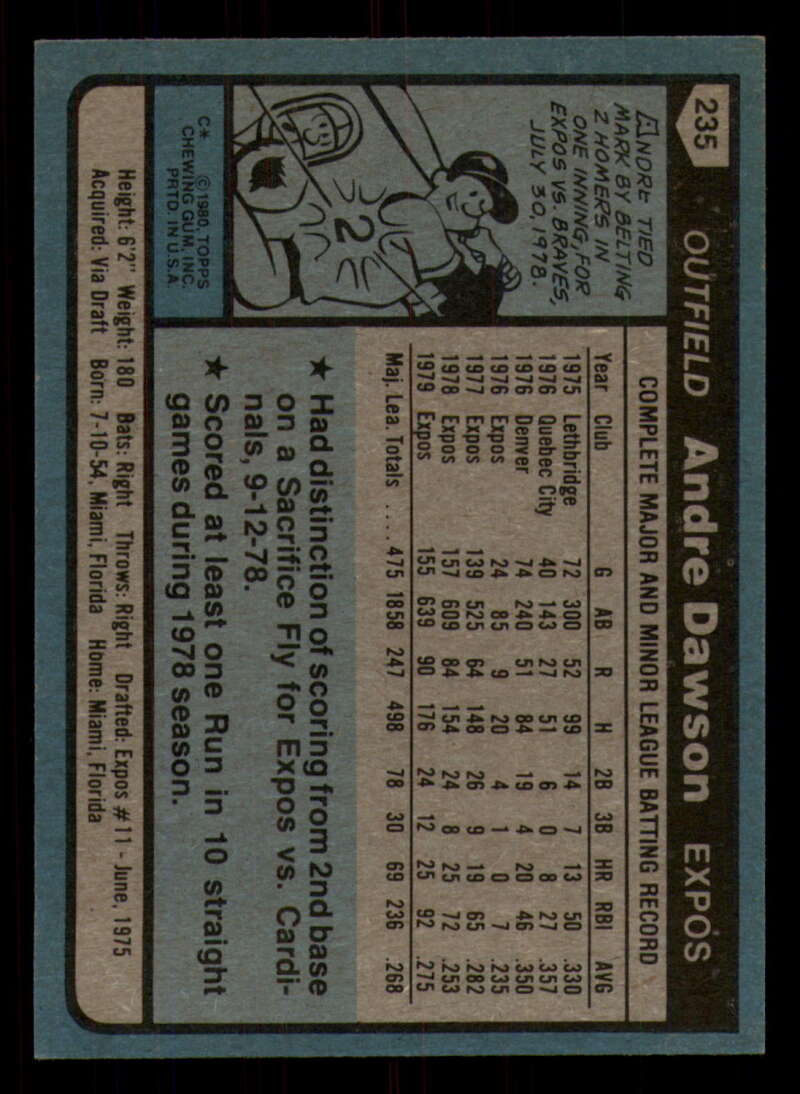 235 OUTFIELD Andre Dawson EXPOS
ANDRE TIED
MARK BY BELTING
2 HOMERS IN
ONE INNING, FOR
EXPOS VS. BRAVES,
JULY 30, 1978.
2
C* © 1980, TOPPS
CHEWING GUM, INC.
PRTD. IN U.S.A.
COMPLETE MAJOR AND MINOR LEAGUE BATTING RECORD
Year Club G AB R H 2B 3B HR RBI AVG
1975 Lethbridge 72 300 52 99 14 7 13 50 .330
1976 Quebec City 40 143 27 51 6 0 8 27 .357
1976 Denver 74 240 51 84 19 4 20 46 .350
1976 Expos 24 85 9 20 4 1 0 7 .235
1977 Expos 139 525 64 148 26 9 19 65 .282
1978 Expos 157 609 84 154 24 8 25 72 .253
1979 Expos 155 639 90 176 24 12 25 92 .275
Maj. Lea. Totals .... 475 1858 247 498 78 30 69 236 .268
★ Had distinction of scoring from 2nd base
on a Sacrifice Fly for Expos vs. Cardi-
nals, 9-12-78.
★ Scored at least one Run in 10 straight
games during 1978 season.
Height: 6'2" Weight: 180 Bats: Right Throws: Right Drafted: Expos #11 - June, 1975
Acquired: Via Draft Born: 7-10-54, Miami, Florida Home: Miami, Florida